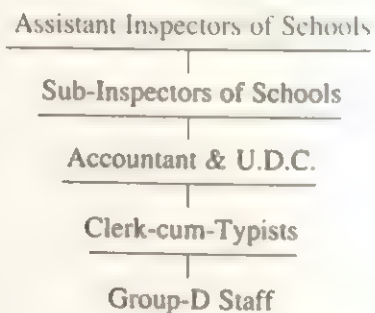 Assistant Inspectors of Schools
Sub-Inspectors of Schools
Accountant & U.D.C.
Clerk-cum-Typists
Group-D Staff